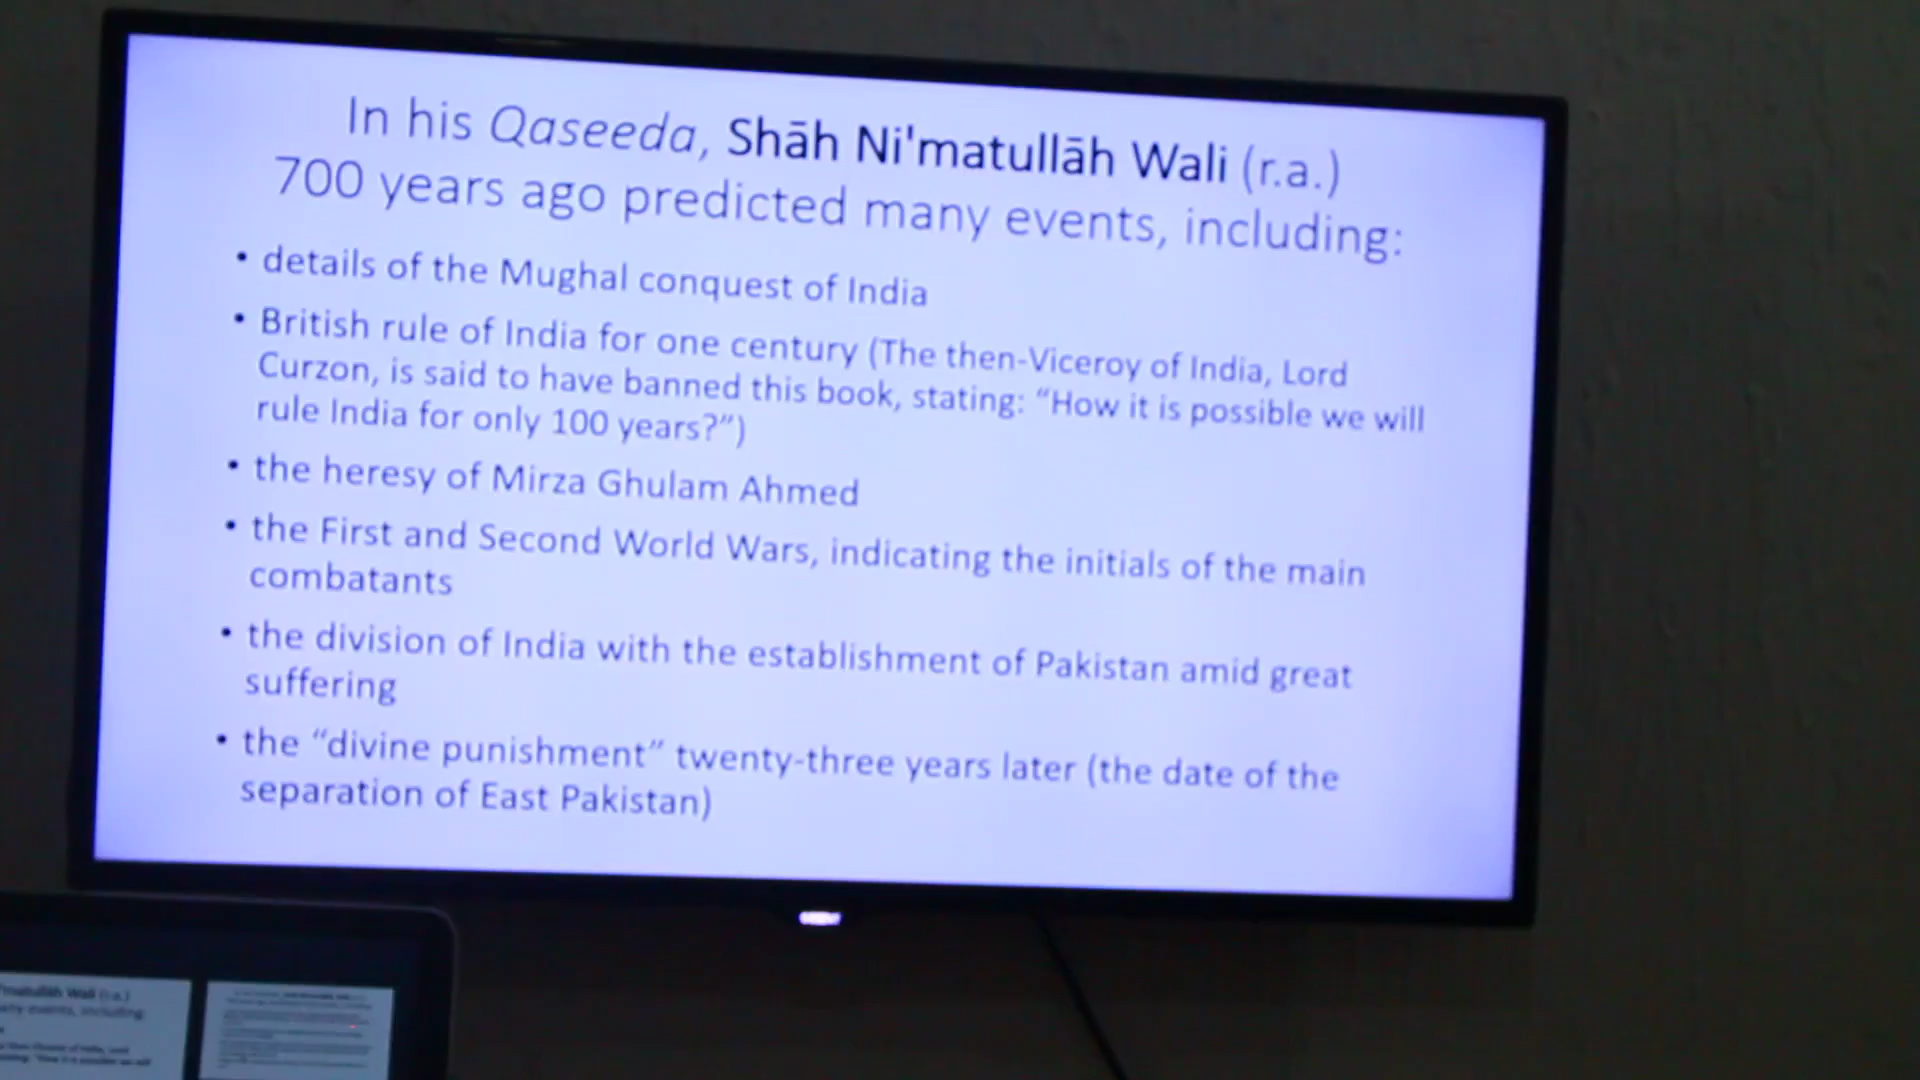 In his Qaseeda, Shāh Ni'matullāh Wali (r.a.)
700 years ago predicted many events, including:
• details of the Mughal conquest of India
• British rule of India for one century (The then-Viceroy of India, Lord
Curzon, is said to have banned this book, stating: “How it is possible we will
rule India for only 100 years?”)
• the heresy of Mirza Ghulam Ahmed
• the First and Second World Wars, indicating the initials of the main
combatants
• the division of India with the establishment of Pakistan amid great
suffering
• the “divine punishment” twenty-three years later (the date of the
separation of East Pakistan)
Wali (r.a.)
events, including: